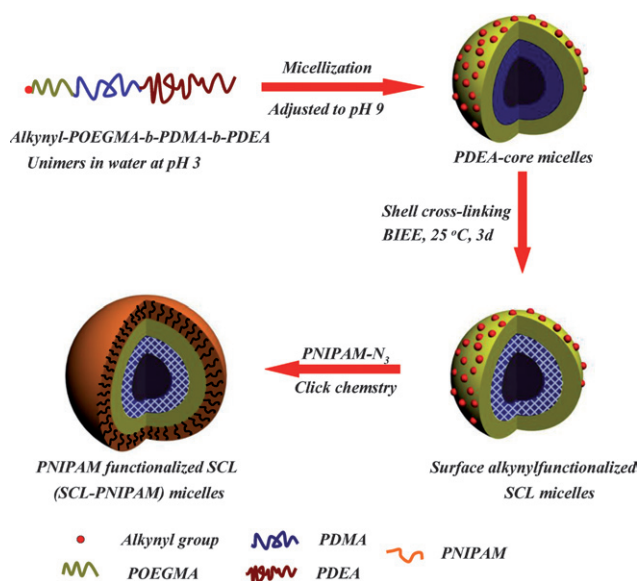 Micellization
Adjusted to pH 9
Alkynyl-POEGMA-b-PDMA-b-PDEA
Unimers in water at pH 3
PDEA-core micelles
Shell cross-linking
BIEE, 25 °C, 3d
PNIPAM-N3
Click chemstry
PNIPAM functionalized SCL
(SCL-PNIPAM) micelles
Surface alkynylfunctionalized
SCL micelles
Alkynyl group
PDMA
PNIPAM
POEGMA
PDEA